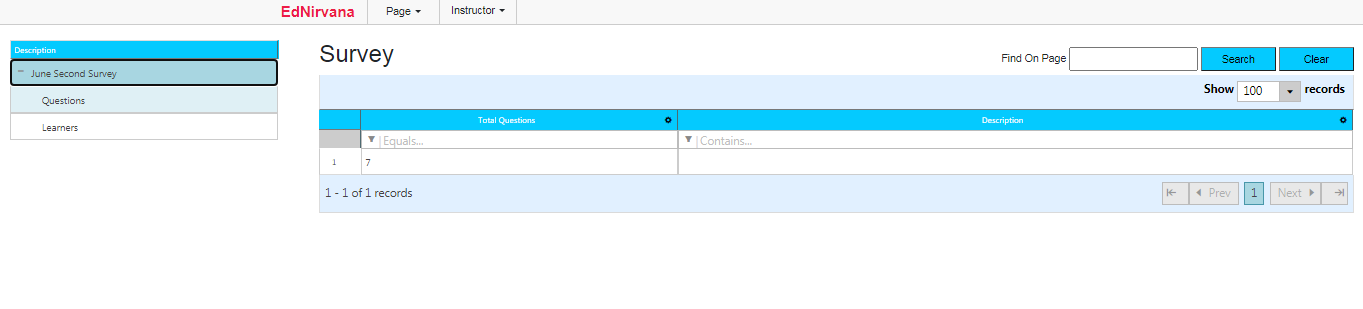 EdNirvana Page Instructor
Description
June Second Survey
Questions
Learners
Survey
Find On Page Search Clear
Show 100 records
Total Questions Description
Equals... Contains...
1 7
1 - 1 of 1 records Prev 1 Next